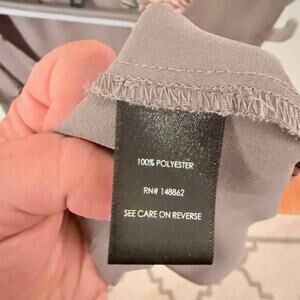 100% POLYESTER
RN# 148862
SEE CARE ON REVERSE